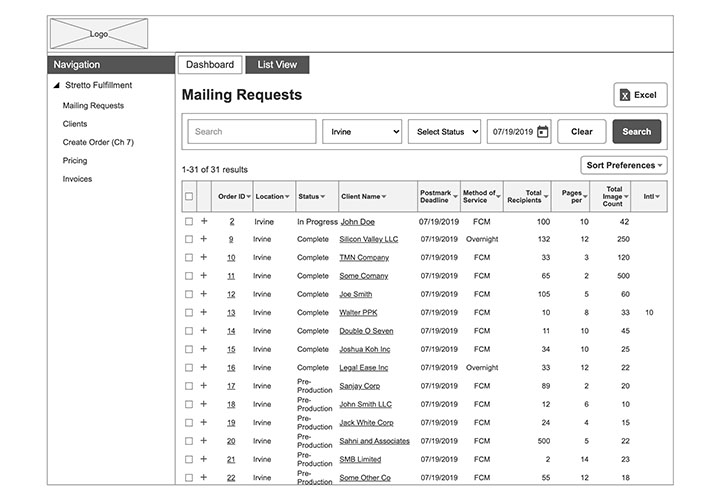 Logo
Navigation
Stretto Fulfillment
Mailing Requests
Clients
Create Order (Ch 7)
Pricing
Invoices
Dashboard List View
Mailing Requests
Excel
Search Irvine Select Status 07/19/2019 Clear Search
1-31 of 31 results
Sort Preferences
Order ID Location Status Client Name Postmark Deadline Method of Service Total Recipients Pages per Total Image Count Intl
2 Irvine In Progress John Doe 07/19/2019 FCM 100 10 42
9 Irvine Complete Silicon Valley LLC 07/19/2019 Overnight 132 12 250
10 Irvine Complete TMN Company 07/19/2019 FCM 33 3 120
11 Irvine Complete Some Comany 07/19/2019 FCM 65 2 500
12 Irvine Complete Joe Smith 07/19/2019 FCM 105 5 60
13 Irvine Complete Walter PPK 07/19/2019 FCM 10 8 33 10
14 Irvine Complete Double O Seven 07/19/2019 FCM 11 10 45
15 Irvine Complete Joshua Koh Inc 07/19/2019 FCM 34 10 25
16 Irvine Complete Legal Ease Inc 07/19/2019 Overnight 33 12 22
17 Irvine Pre-Production Sanjay Corp 07/19/2019 FCM 89 2 20
18 Irvine Pre-Production John Smith LLC 07/19/2019 FCM 12 6 10
19 Irvine Pre-Production Jack White Corp 07/19/2019 FCM 24 4 15
20 Irvine Pre-Production Sahni and Associates 07/19/2019 FCM 500 5 22
21 Irvine Pre-Production SMB Limited 07/19/2019 FCM 2 14 23
22 Irvine Pre-Production Some Other Co 07/19/2019 FCM 55 12 18